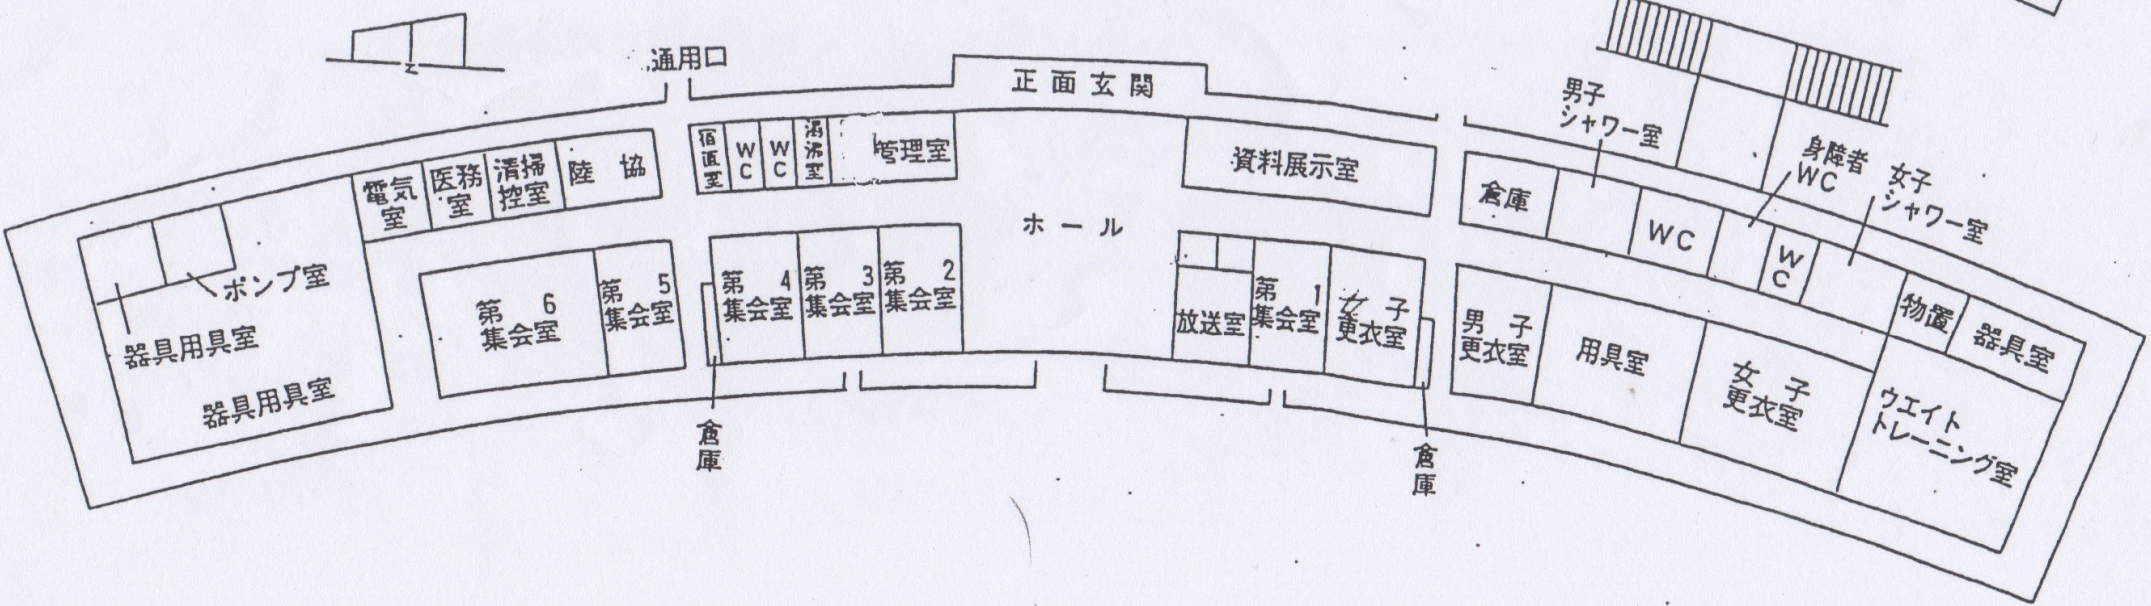 通用口
正面玄関
男子
シャワー室
身障者
WC
女子
シャワー室
電気
室
医務
室
清掃
控室
陸協
宿直室
WC
WC
湯沸室
管理室
ホール
資料展示室
倉庫
WC
WC
物置
器具室
ポンプ室
器具用具室
器具用具室
第6
集会室
第5
集会室
倉庫
第4
集会室
第3
集会室
第2
集会室
放送室
第1
集会室
女子
更衣室
倉庫
男子
更衣室
用具室
女子
更衣室
ウエイト
トレーニング室